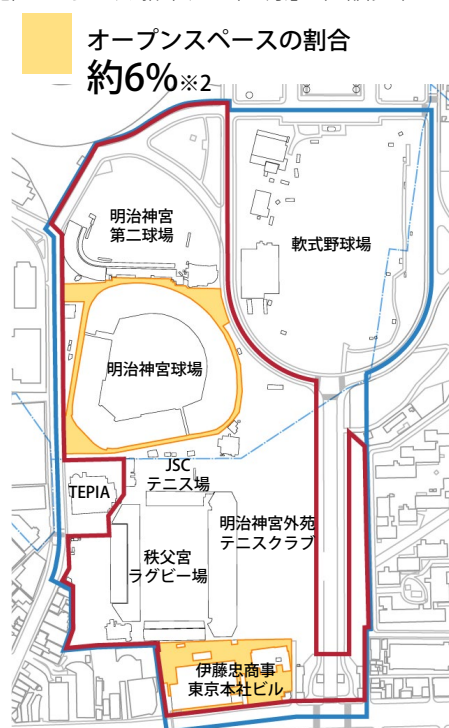 オープンスペースの割合
約6%※2
明治神宮
第二球場
軟式野球場
明治神宮球場
JSC
テニス場
TEPIA
明治神宮外苑
テニスクラブ
秩父宮
ラグビー場
伊藤忠商事
東京本社ビル